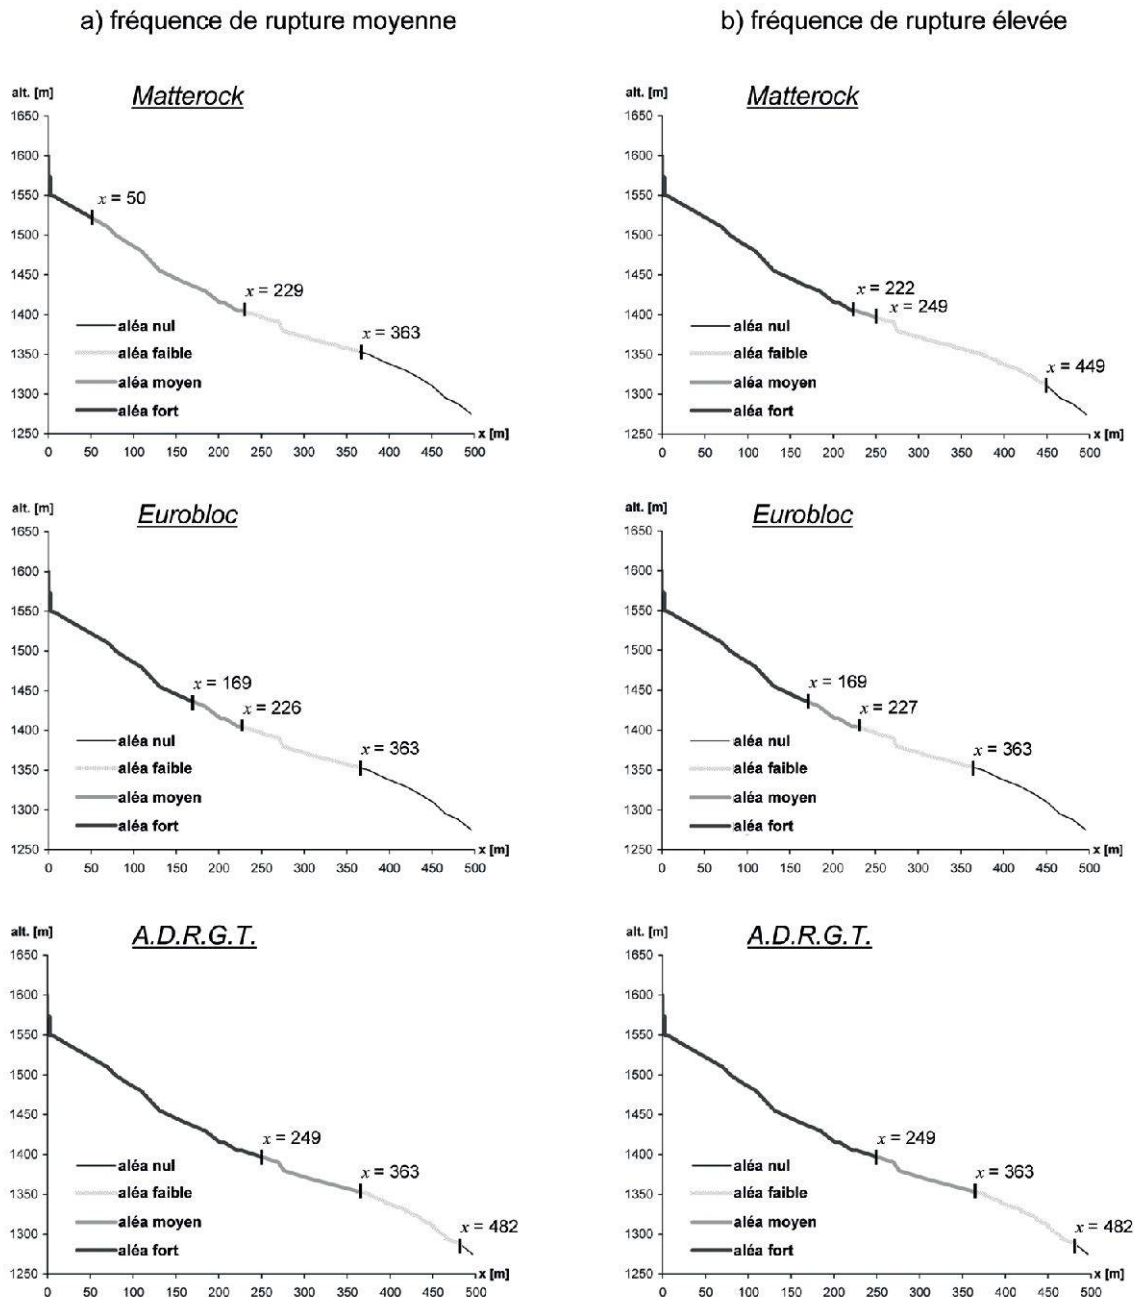 a) fréquence de rupture moyenne
b) fréquence de rupture élevée
alt. [m]
Matterock
1650
1600
1550
1500
1450
1400
1350
1300
1250
x = 50
x = 229
x = 363
aléa nul
aléa faible
aléa moyen
aléa fort
x [m]
0 50 100 150 200 250 300 350 400 450 500
alt. [m]
Matterock
1650
1600
1550
1500
1450
1400
1350
1300
1250
x = 222
x = 249
x = 449
aléa nul
aléa faible
aléa moyen
aléa fort
x [m]
0 50 100 150 200 250 300 350 400 450 500
alt. [m]
Eurobloc
1650
1600
1550
1500
1450
1400
1350
1300
1250
x = 169
x = 226
x = 363
aléa nul
aléa faible
aléa moyen
aléa fort
x [m]
0 50 100 150 200 250 300 350 400 450 500
alt. [m]
Eurobloc
1650
1600
1550
1500
1450
1400
1350
1300
1250
x = 169
x = 227
x = 363
aléa nul
aléa faible
aléa moyen
aléa fort
x [m]
0 50 100 150 200 250 300 350 400 450 500
alt. [m]
A.D.R.G.T.
1650
1600
1550
1500
1450
1400
1350
1300
1250
x = 249
x = 363
x = 482
aléa nul
aléa faible
aléa moyen
aléa fort
x [m]
0 50 100 150 200 250 300 350 400 450 500
alt. [m]
A.D.R.G.T.
1650
1600
1550
1500
1450
1400
1350
1300
1250
x = 249
x = 363
x = 482
aléa nul
aléa faible
aléa moyen
aléa fort
x [m]
0 50 100 150 200 250 300 350 400 450 500